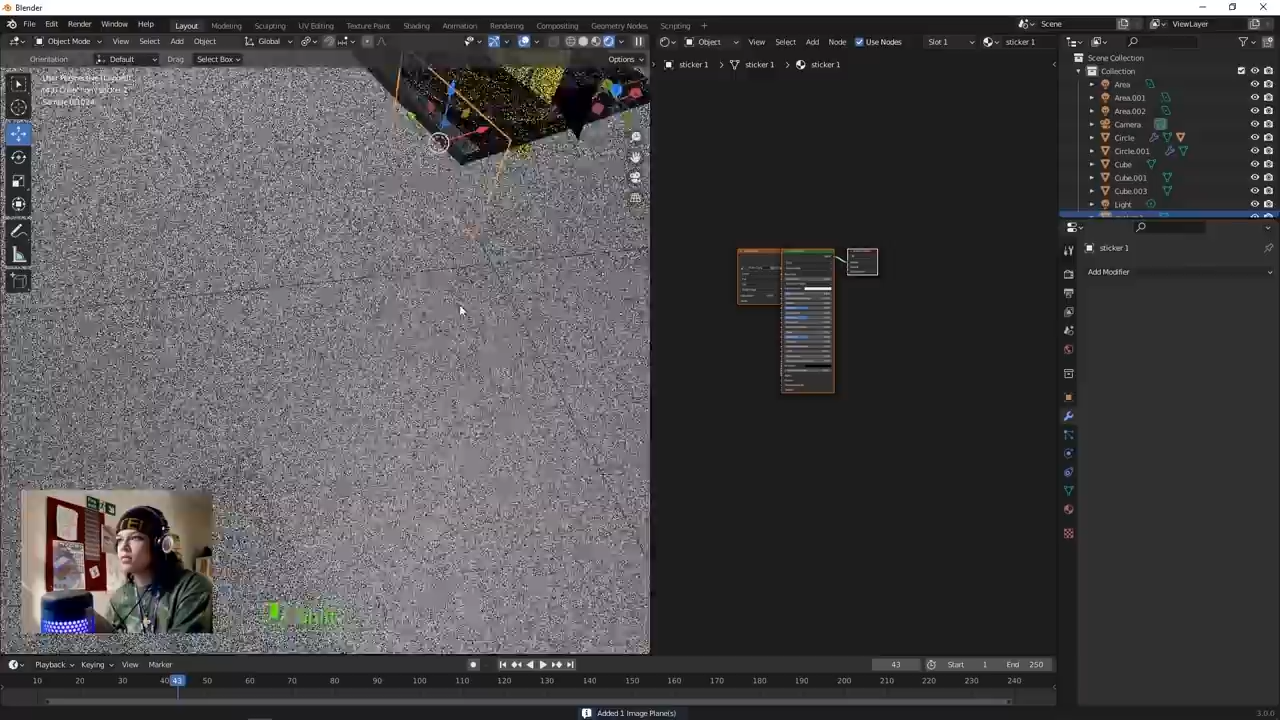 Blender
File Edit Render Window Help Layout Modeling Sculpting UV Editing Texture Paint Shading Animation Rendering Compositing Geometry Nodes Scripting + Scene ViewLayer
Object Mode View Select Add Object Global Object View Select Add Node Use Nodes Slot 1 sticker 1
Orientation Default Drag Select Box Options sticker 1 sticker 1 sticker 1
Scene Collection
Collection
Area
Area.001
Area.002
Camera
Circle
Circle.001
Cube
Cube.001
Cube.003
Light
sticker 1
Add Modifier
Playback Keying View Marker 43 Start 1 End 250
10 20 30 40 43 50 60 70 80 90 100 110 120 130 140 150 160 170 180 190 200 210 220 230 240
Added 1 Image Plane(s) 3.0.0